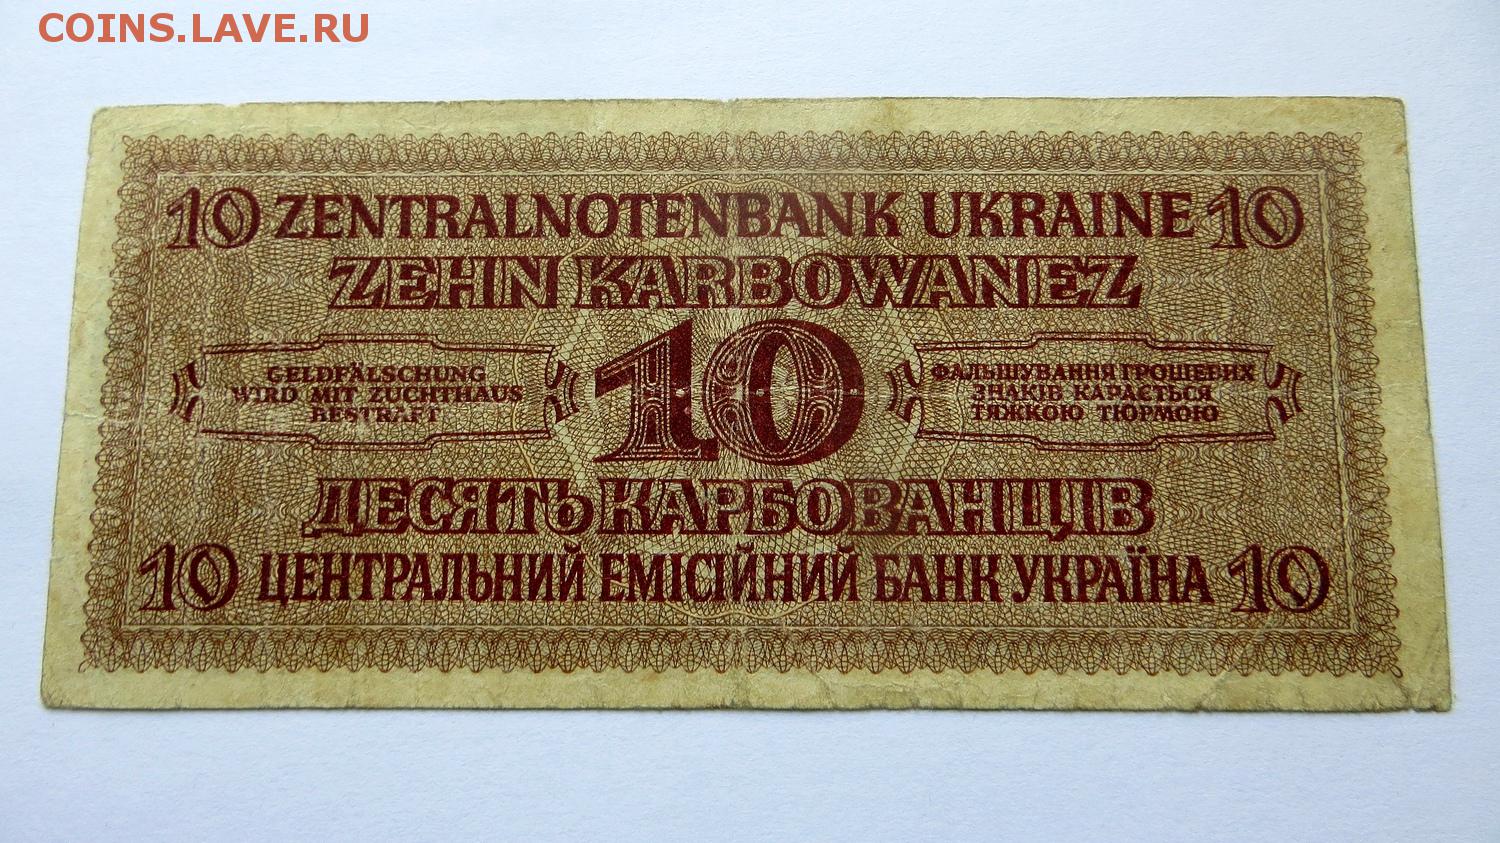 COINS.LAVE.RU
10 ZENTRALNOTENBANK UKRAINE 10
ZEHN KARBOWANEZ
GELDFÄLSCHUNG
WIRD MIT ZUCHTHAUS
BESTRAFT
10
ФАЛЬШУВАННЯ ГРОШЕВИХ
ЗНАКІВ КАРАЄТЬСЯ
ТЯЖКОЮ ТЮРМОЮ
ДЕСЯТЬ КАРБОВАНЦІВ
10 ЦЕНТРАЛЬНИЙ ЕМІСІЙНИЙ БАНК УКРАЇНА 10